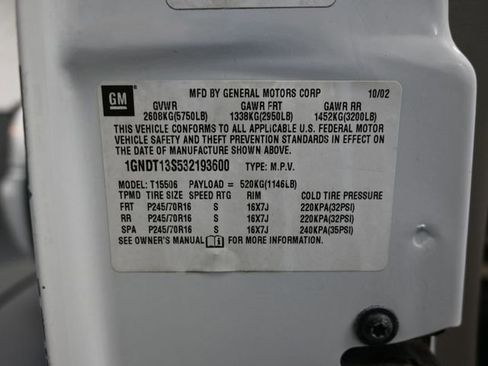 GM MFD BY GENERAL MOTORS CORP 10/02
GVWR GAWR FRT GAWR RR
2608KG(5750LB) 1338KG(2950LB) 1452KG(3200LB)
THIS VEHICLE CONFORMS TO ALL APPLICABLE U.S. FEDERAL MOTOR
VEHICLE SAFETY AND THEFT PREVENTION STANDARDS IN EFFECT ON
THE DATE OF MANUFACTURE SHOWN ABOVE.
1GNDT13S532193600 TYPE: M.P.V.
MODEL: T15506 PAYLOAD = 520KG(1146LB)
TPMD TIRE SIZE SPEED RTG RIM COLD TIRE PRESSURE
FRT P245/70R16 S 16X7J 220KPA(32PSI)
RR P245/70R16 S 16X7J 220KPA(32PSI)
SPA P245/70R16 S 16X7J 240KPA(35PSI)
SEE OWNER'S MANUAL FOR MORE INFORMATION.